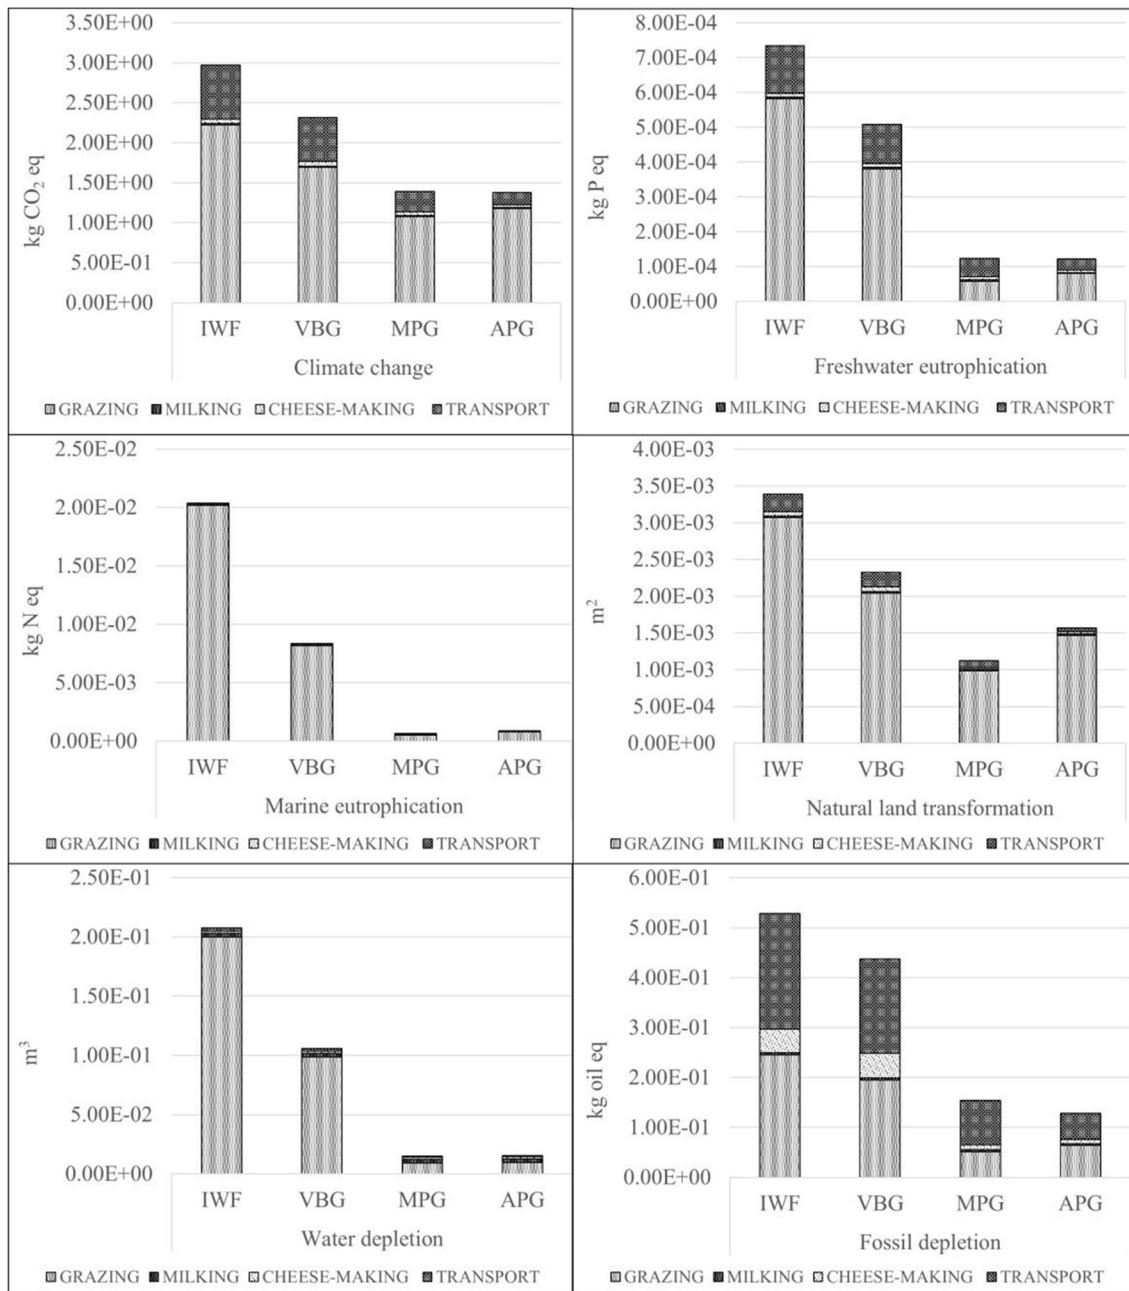 3.50E+00
3.00E+00
2.50E+00
2.00E+00
1.50E+00
1.00E+00
5.00E-01
0.00E+00
kg CO₂ eq
IWF VBG MPG APG
Climate change
GRAZING MILKING CHEESE-MAKING TRANSPORT
8.00E-04
7.00E-04
6.00E-04
5.00E-04
4.00E-04
3.00E-04
2.00E-04
1.00E-04
0.00E+00
kg P eq
IWF VBG MPG APG
Freshwater eutrophication
GRAZING MILKING CHEESE-MAKING TRANSPORT
2.50E-02
2.00E-02
1.50E-02
1.00E-02
5.00E-03
0.00E+00
kg N eq
IWF VBG MPG APG
Marine eutrophication
GRAZING MILKING CHEESE-MAKING TRANSPORT
4.00E-03
3.50E-03
3.00E-03
2.50E-03
2.00E-03
1.50E-03
1.00E-03
5.00E-04
0.00E+00
m²
IWF VBG MPG APG
Natural land transformation
GRAZING MILKING CHEESE-MAKING TRANSPORT
2.50E-01
2.00E-01
1.50E-01
1.00E-01
5.00E-02
0.00E+00
m³
IWF VBG MPG APG
Water depletion
GRAZING MILKING CHEESE-MAKING TRANSPORT
6.00E-01
5.00E-01
4.00E-01
3.00E-01
2.00E-01
1.00E-01
0.00E+00
kg oil eq
IWF VBG MPG APG
Fossil depletion
GRAZING MILKING CHEESE-MAKING TRANSPORT